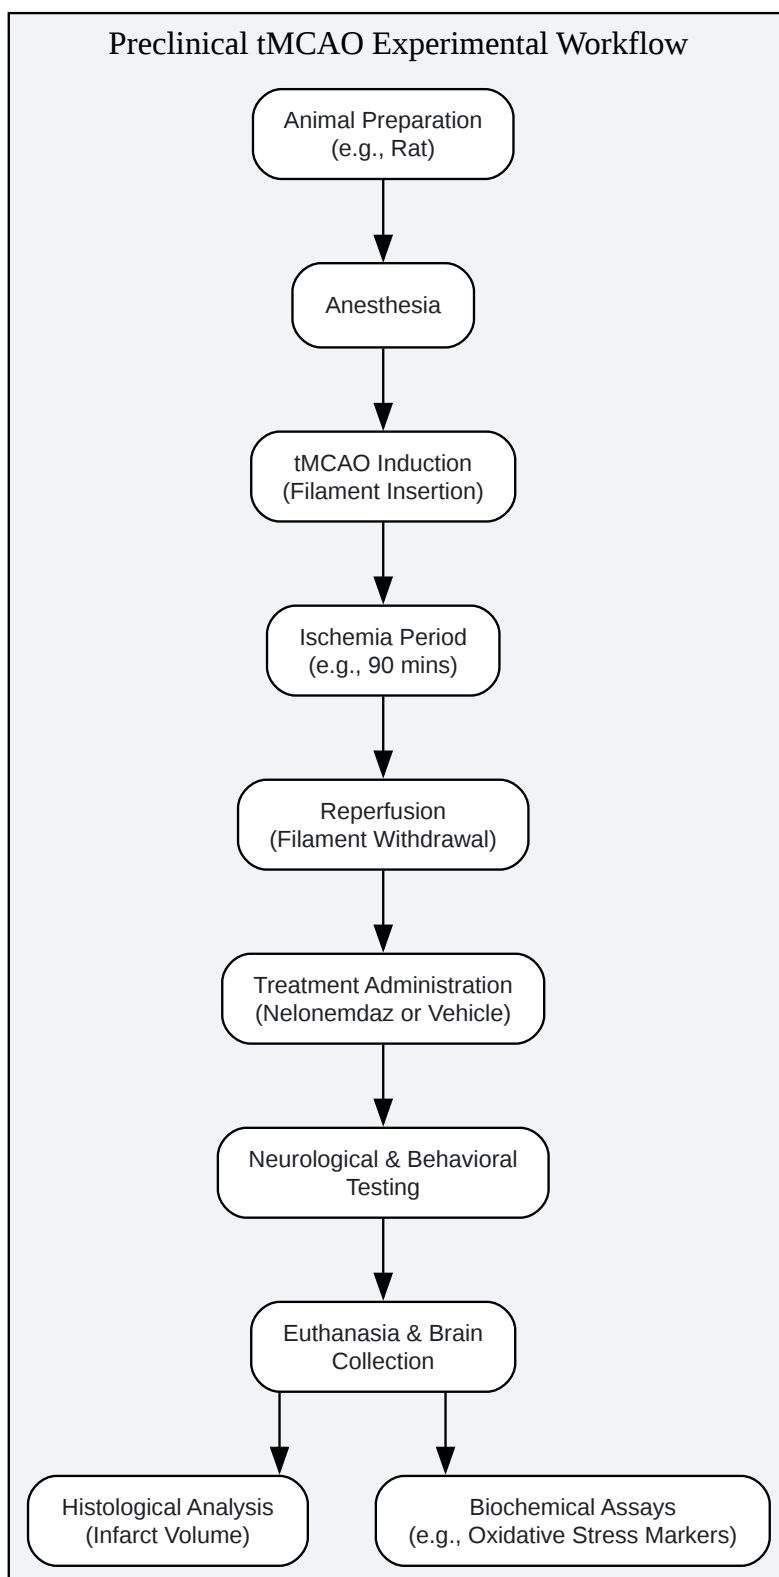 Preclinical tMCAO Experimental Workflow
Animal Preparation
(e.g., Rat)
Anesthesia
tMCAO Induction
(Filament Insertion)
Ischemia Period
(e.g., 90 mins)
Reperfusion
(Filament Withdrawal)
Treatment Administration
(Nelonemdaz or Vehicle)
Neurological & Behavioral
Testing
Euthanasia & Brain
Collection
Histological Analysis
(Infarct Volume)
Biochemical Assays
(e.g., Oxidative Stress Markers)